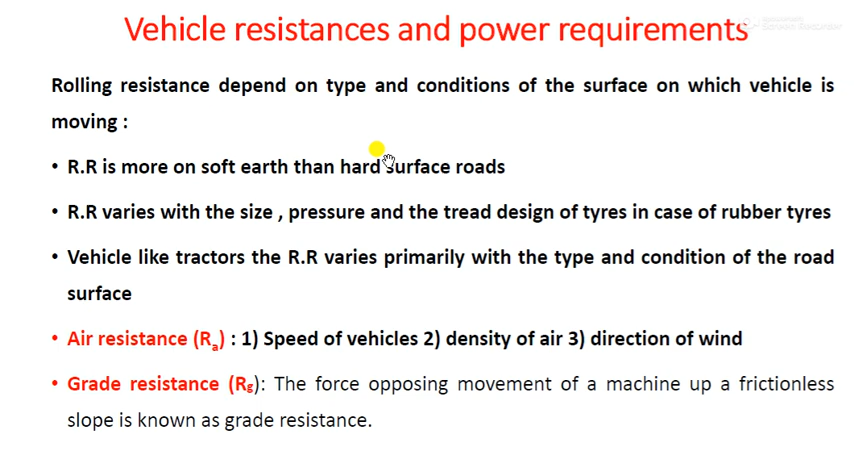 Vehicle resistances and power requirements
Screen Recorder
Rolling resistance depend on type and conditions of the surface on which vehicle is
moving :
• R.R is more on soft earth than hard surface roads
• R.R varies with the size , pressure and the tread design of tyres in case of rubber tyres
• Vehicle like tractors the R.R varies primarily with the type and condition of the road
surface
• Air resistance (Ra) : 1) Speed of vehicles 2) density of air 3) direction of wind
• Grade resistance (Rg): The force opposing movement of a machine up a frictionless
slope is known as grade resistance.